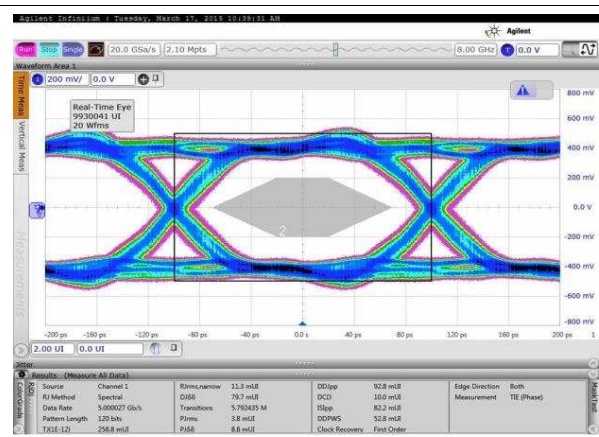 Agilent Infiniium : Tuesday, March 17, 2015 10:39:31 AM
Agilent
Run Stop Single 20.0 GSa/s 2.10 Mpts 8.00 GHz T 0.0 V
Waveform Area 1
1 200 mV/ 0.0 V
Time Meas
Vertical Meas
Measurements
Real-Time Eye
9930041 UI
20 Wfms
800 mV
600 mV
400 mV
200 mV
0.0 V
-200 mV
-400 mV
-600 mV
-800 mV
2
-200 ps -160 ps -120 ps -80 ps -40 ps 0.0 s 40 ps 80 ps 120 ps 160 ps 200 ps 1
2.00 UI 0.0 UI
Jitter
Results (Measure All Data)
ColorGrade
RjDj
MaskTest
Source Channel 1 RJrms,narrow 11.3 mUI DDJpp 92.8 mUI Edge Direction Both
RJ Method Spectral DJδδ 79.7 mUI DCD 10.0 mUI Measurement TIE (Phase)
Data Rate 5.000027 Gb/s Transitions 5.792435 M ISIpp 82.2 mUI
Pattern Length 120 bits PJrms 3.8 mUI DDPWS 52.8 mUI
TJ(1E-12) 258.8 mUI PJδδ 8.8 mUI Clock Recovery First Order